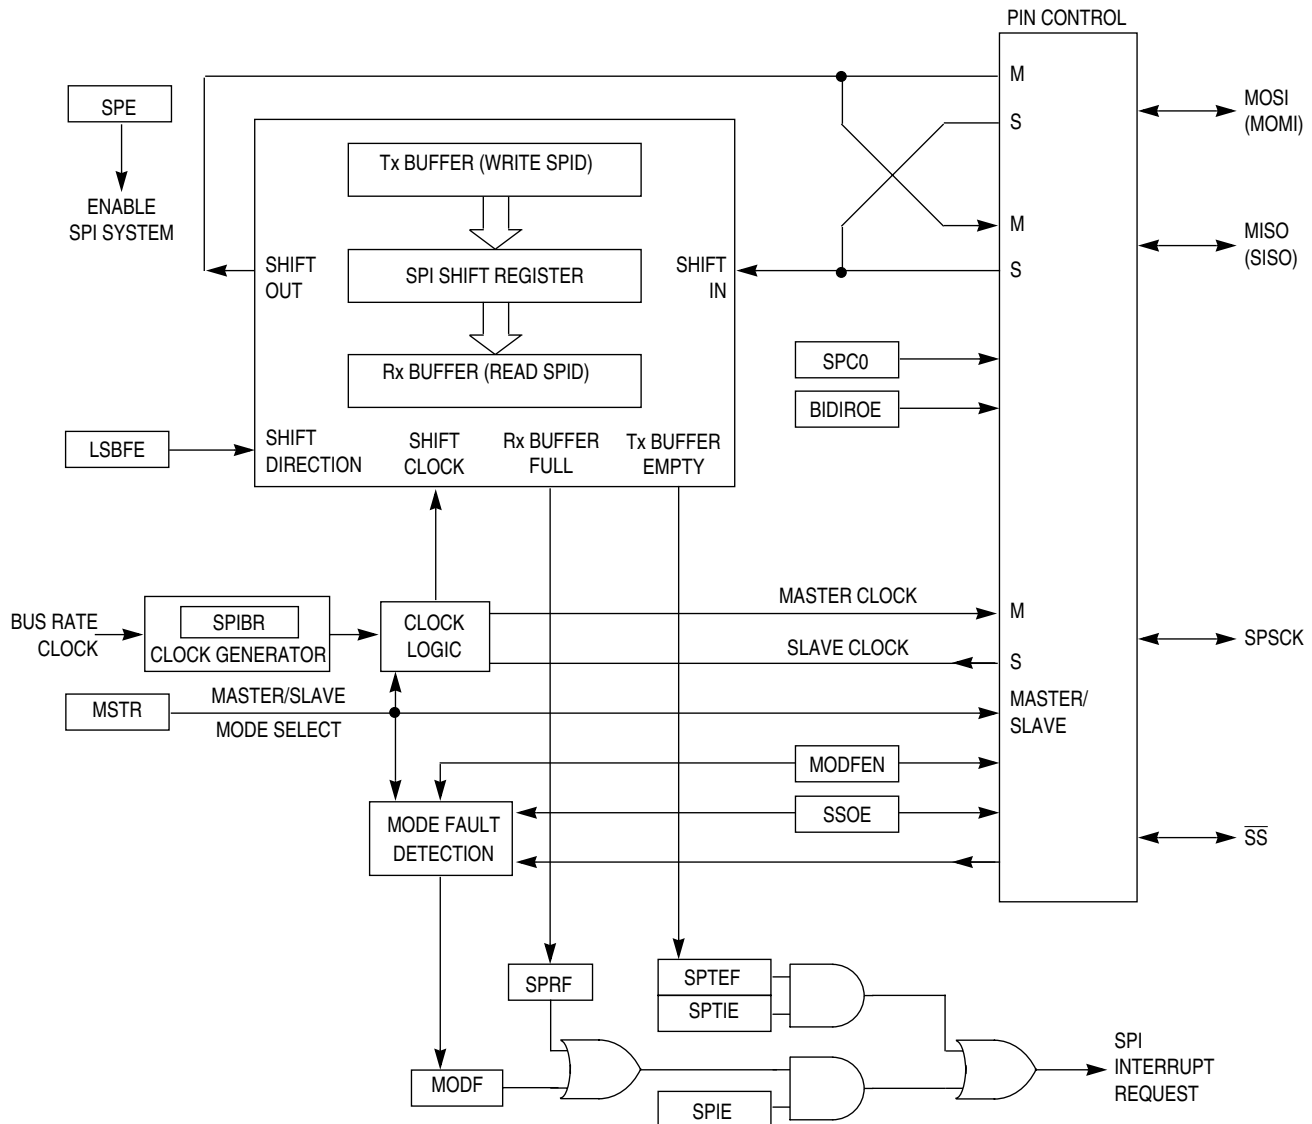 PIN CONTROL
M
SPE
MOSI
(MOMI)
S
Tx BUFFER (WRITE SPID)
ENABLE
SPI SYSTEM
M
MISO
(SISO)
SHIFT
OUT
SPI SHIFT REGISTER
SHIFT
IN
S
SPC0
Rx BUFFER (READ SPID)
BIDIROE
LSBFE
SHIFT
DIRECTION
SHIFT
CLOCK
Rx BUFFER
FULL
Tx BUFFER
EMPTY
MASTER CLOCK
M
BUS RATE
CLOCK
SPIBR
CLOCK GENERATOR
CLOCK
LOGIC
SLAVE CLOCK
S
SPSCK
MSTR
MASTER/SLAVE
MODE SELECT
MASTER/
SLAVE
MODFEN
SSOE
MODE FAULT
DETECTION
SS
SPRF
SPTEF
SPTIE
SPI
INTERRUPT
REQUEST
MODF
SPIE